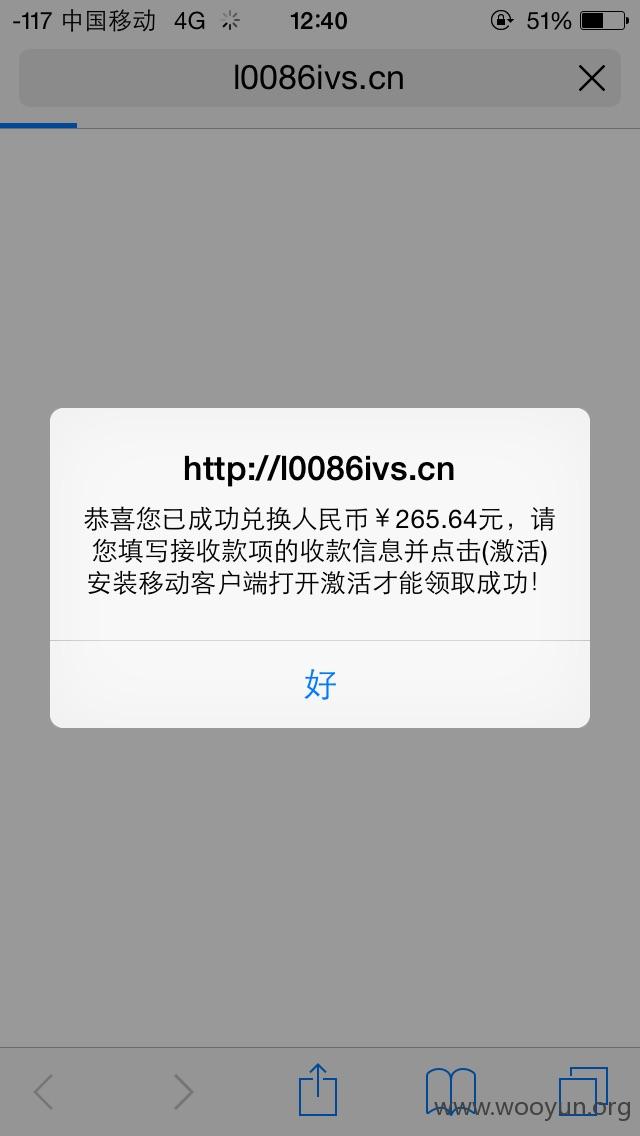 -117 中国移动 4G 12:40 51%
l0086ivs.cn
http://l0086ivs.cn
恭喜您已成功兑换人民币￥265.64元，请
您填写接收款项的收款信息并点击(激活)
安装移动客户端打开激活才能领取成功！
好
www.wooyun.org